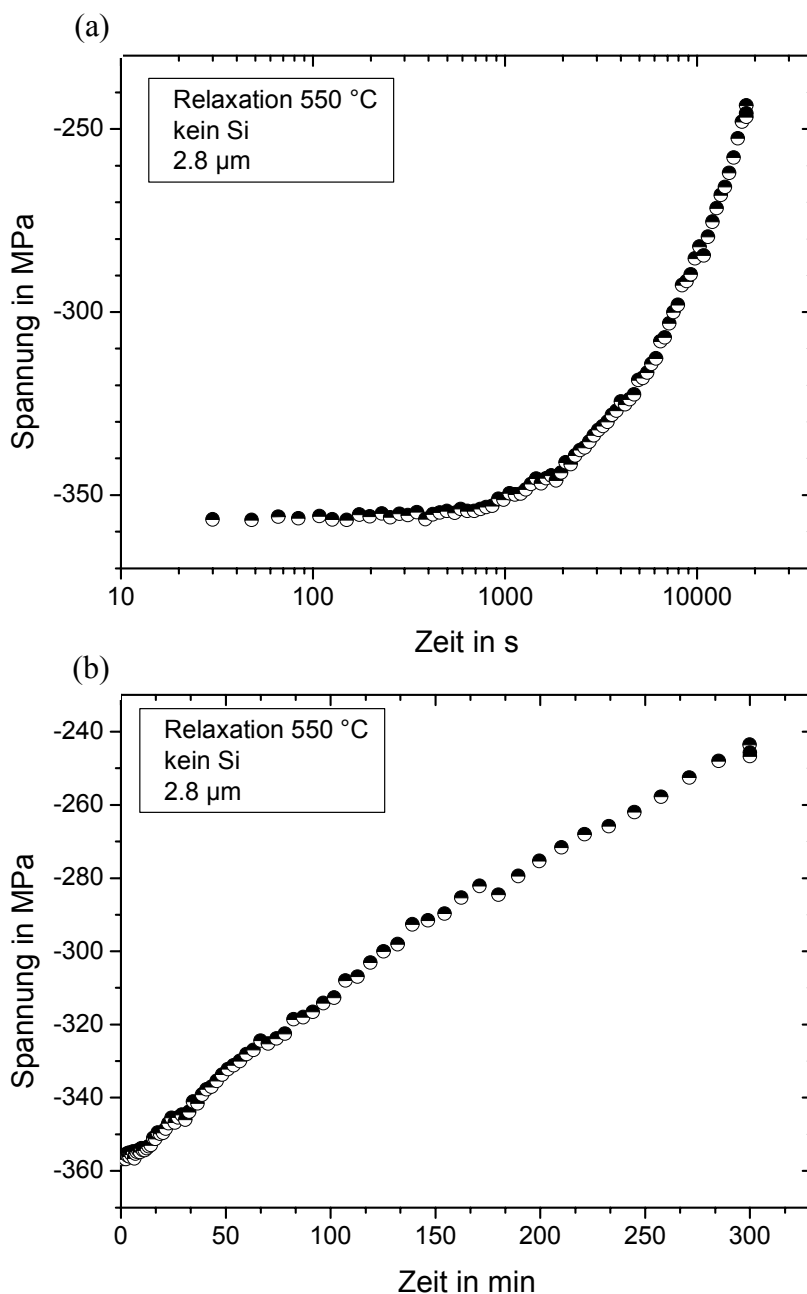 (a)
Relaxation 550 °C
kein Si
2.8 µm
Spannung in MPa
-250
-300
-350
10
100
1000
10000
Zeit in s
(b)
Relaxation 550 °C
kein Si
2.8 µm
Spannung in MPa
-240
-260
-280
-300
-320
-340
-360
0
50
100
150
200
250
300
Zeit in min